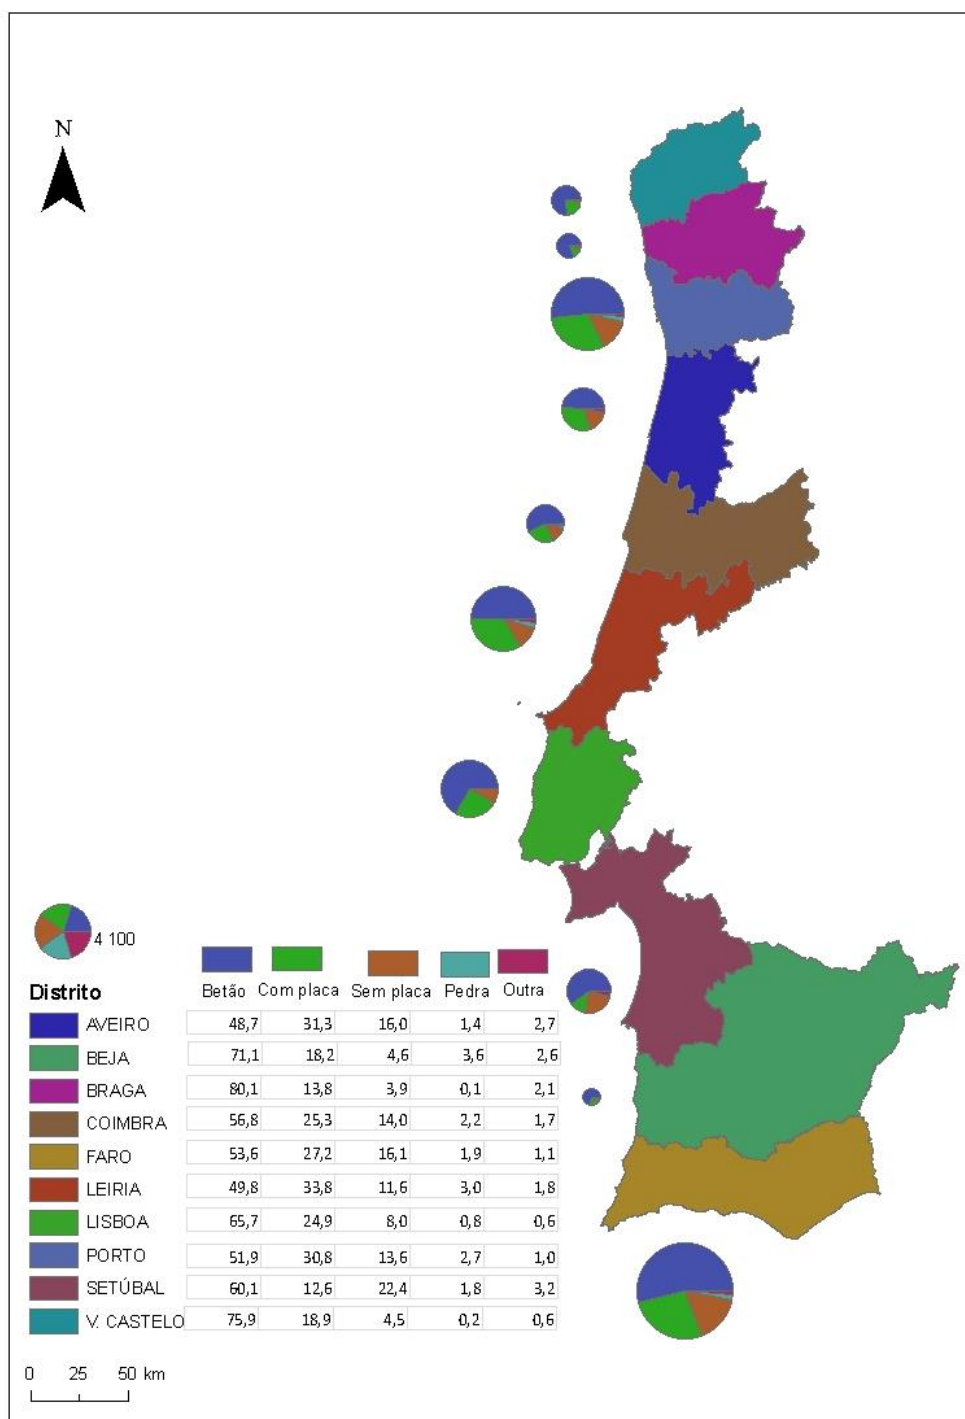 N
4 100
Betão Com placa Sem placa Pedra Outra
Distrito
AVEIRO 48,7 31,3 16,0 1,4 2,7
BEJA 71,1 18,2 4,6 3,6 2,6
BRAGA 80,1 13,8 3,9 0,1 2,1
COIMBRA 56,8 25,3 14,0 2,2 1,7
FARO 53,6 27,2 16,1 1,9 1,1
LEIRIA 49,8 33,8 11,6 3,0 1,8
LISBOA 65,7 24,9 8,0 0,8 0,6
PORTO 51,9 30,8 13,6 2,7 1,0
SETÚBAL 60,1 12,6 22,4 1,8 3,2
V. CASTELO 75,9 18,9 4,5 0,2 0,6
0 25 50 km